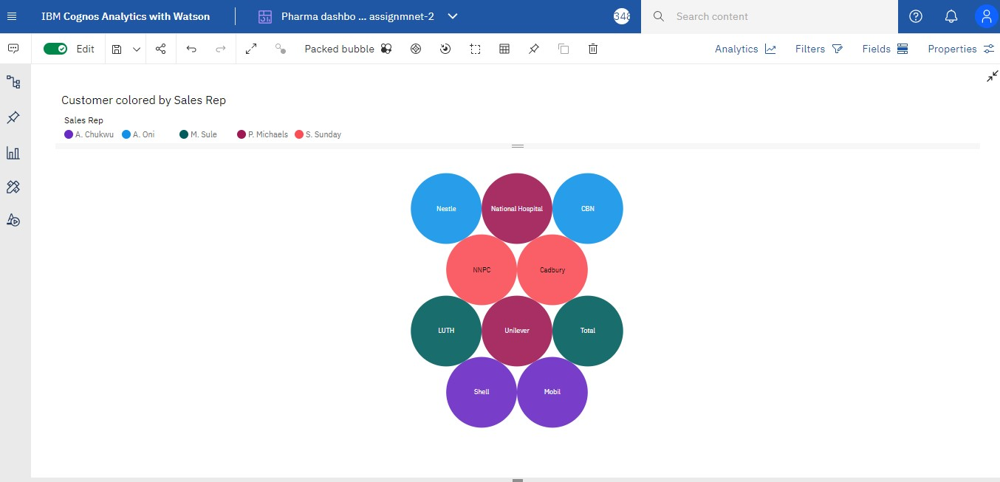 IBM Cognos Analytics with Watson
Pharma dashbo ... assignmnet-2
348
Search content
Edit
Packed bubble
Analytics
Filters
Fields
Properties
Customer colored by Sales Rep
Sales Rep
A. Chukwu A. Oni M. Sule P. Michaels S. Sunday
Nestle National Hospital CBN
NNPC Cadbury
LUTH Unilever Total
Shell Mobil